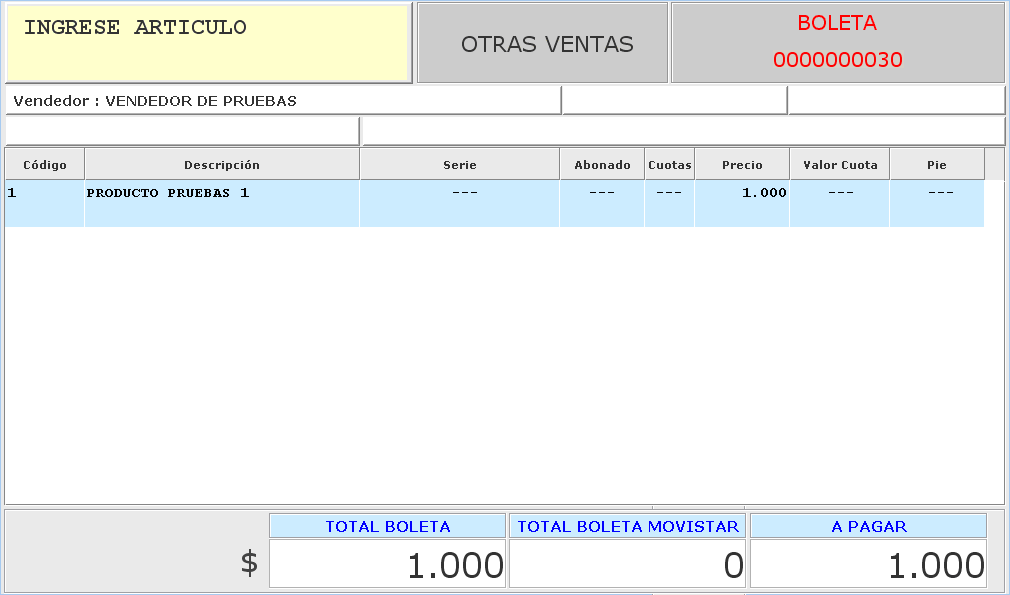 INGRESE ARTICULO
OTRAS VENTAS
BOLETA
0000000030
Vendedor : VENDEDOR DE PRUEBAS
Código Descripción Serie Abonado Cuotas Precio Valor Cuota Pie
1 PRODUCTO PRUEBAS 1 --- --- --- 1.000 --- ---
TOTAL BOLETA TOTAL BOLETA MOVISTAR A PAGAR
$ 1.000 0 1.000